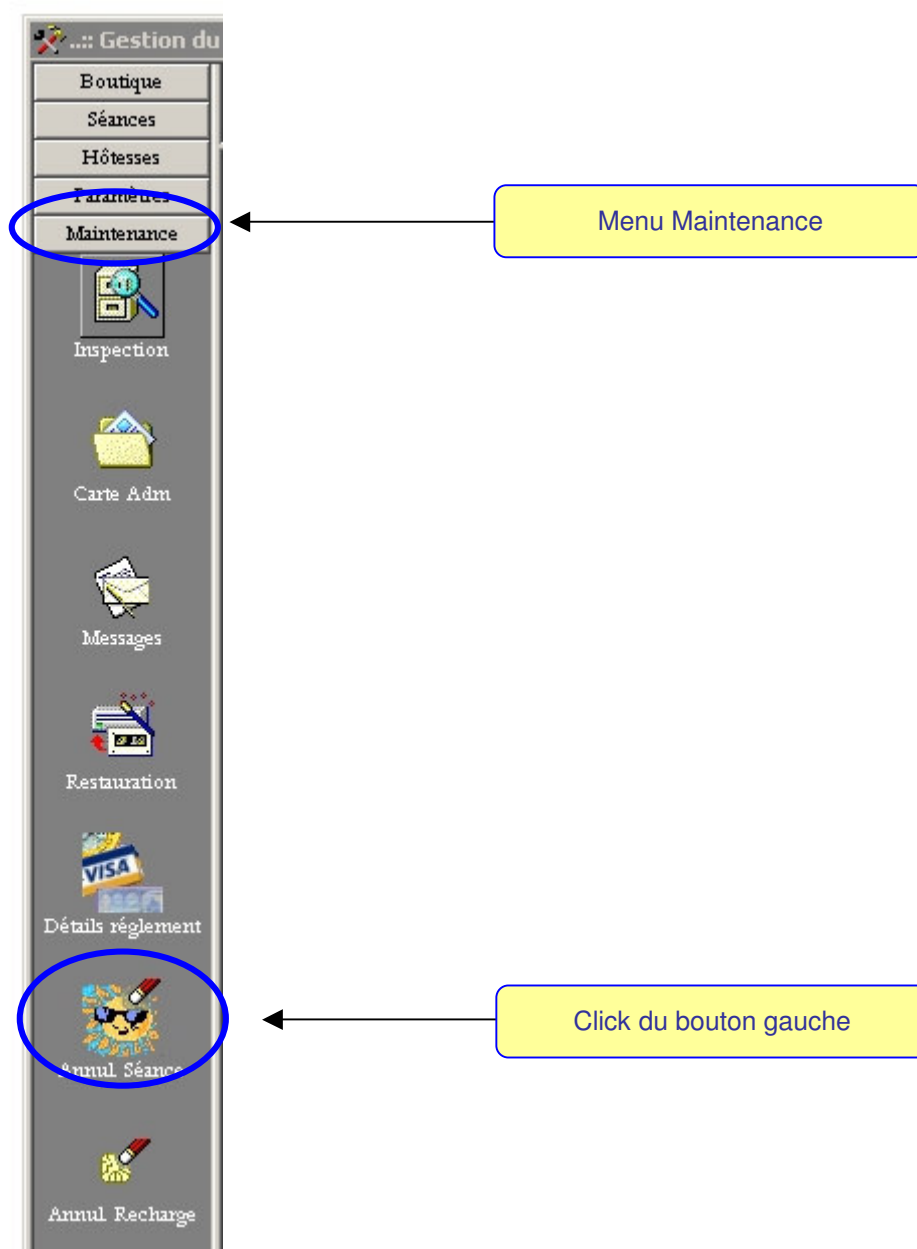 ..:: Gestion du
Boutique
Séances
Hôtesses
Paramètres
Maintenance
Menu Maintenance
Inspection
Carte Adm
Messages
Restauration
VISA
Détails réglement
Click du bouton gauche
Annul Séance
Annul Recharge